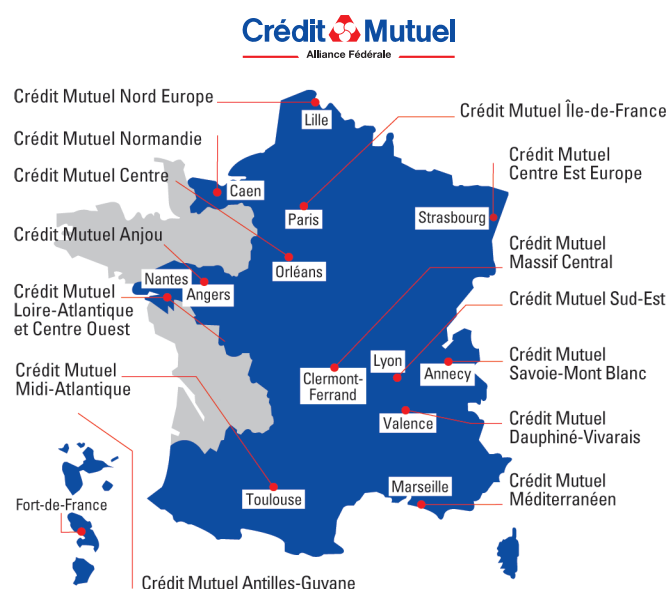 Crédit Mutuel
Alliance Fédérale
Crédit Mutuel Nord Europe
Lille
Crédit Mutuel Île-de-France
Crédit Mutuel Normandie
Crédit Mutuel
Centre Est Europe
Crédit Mutuel Centre
Caen
Paris
Strasbourg
Crédit Mutuel Anjou
Orléans
Crédit Mutuel
Massif Central
Nantes
Angers
Crédit Mutuel
Loire-Atlantique
et Centre Ouest
Crédit Mutuel Sud-Est
Lyon
Crédit Mutuel
Midi-Atlantique
Clermont-
Ferrand
Annecy
Crédit Mutuel
Savoie-Mont Blanc
Valence
Crédit Mutuel
Dauphiné-Vivarais
Marseille
Crédit Mutuel
Méditerranéen
Toulouse
Fort-de-France
Crédit Mutuel Antilles-Guyane